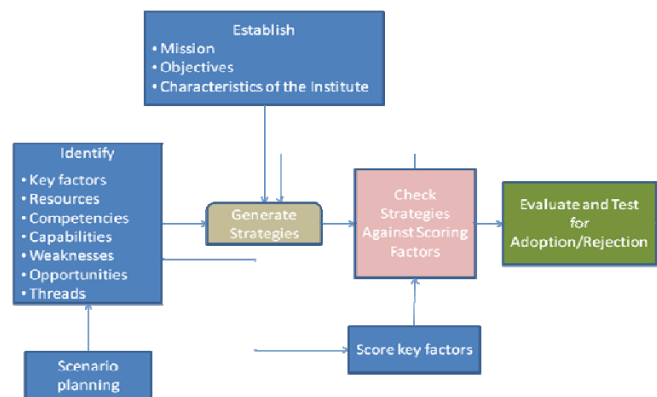 Establish
• Mission
• Objectives
• Characteristics of the Institute
Identify
• Key factors
• Resources
• Competencies
• Capabilities
• Weaknesses
• Opportunities
• Threads
Generate
Strategies
Check
Strategies
Against Scoring
Factors
Evaluate and Test
for
Adoption/Rejection
Scenario
planning
Score key factors